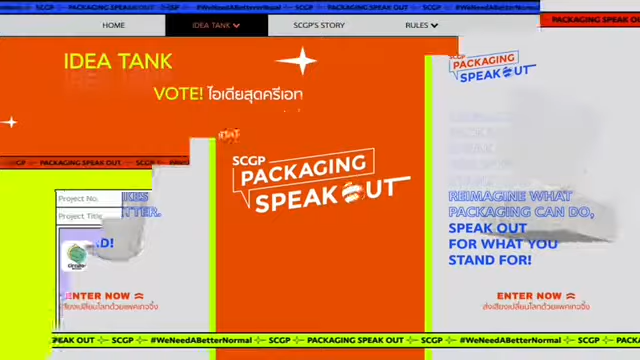 SCGP PACKAGING SPEAK OUT #WeNeedABetterNormal SCGP PACKAGING SPEAK OUT #WeNeedABetterNormal
PACKAGING SPEAK OUT
HOME IDEA TANK SCGP'S STORY RULES
IDEA TANK
VOTE! ไอเดียสุดครีเอท
PACKAGING SPEAK OUT
SCGP PACKAGING SPEAK OUT
SCGP
PACKAGING
SPEAK OUT
Project No.
Project Title
REIMAGINE WHAT
PACKAGING CAN DO,
SPEAK OUT
FOR WHAT YOU
STAND FOR!
ENTER NOW
ส่งเสียงเปลี่ยนโลกด้วยแพคเกจจิ้ง
ENTER NOW
ส่งเสียงเปลี่ยนโลกด้วยแพคเกจจิ้ง
SPEAK OUT SCGP #WeNeedABetterNormal SCGP PACKAGING SPEAK OUT #WeNeedABetterNormal SCGP PACKAGING